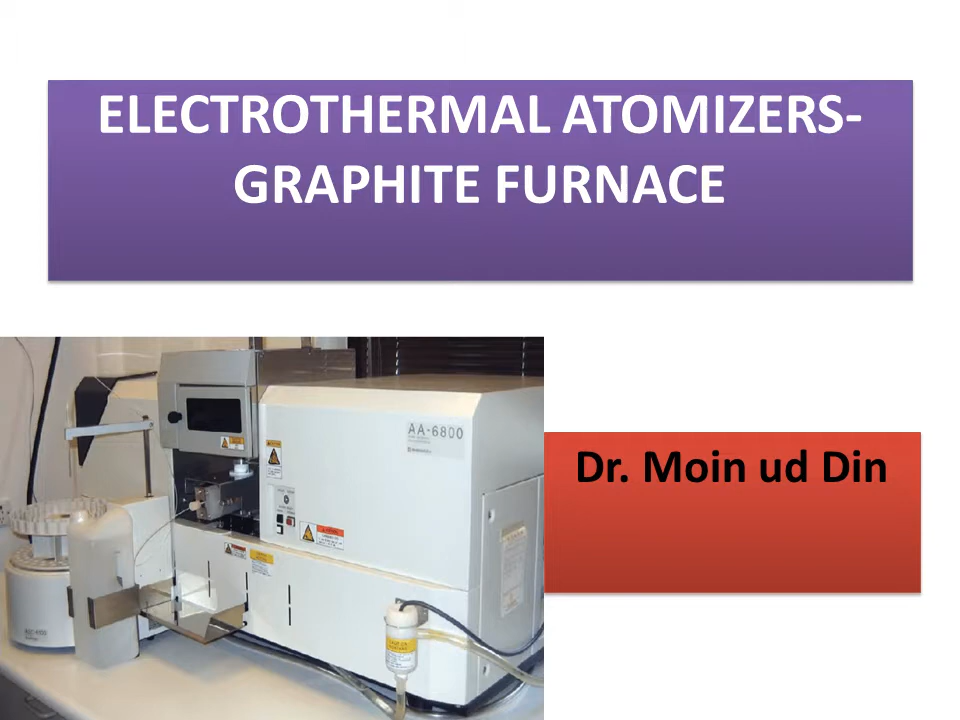 ELECTROTHERMAL ATOMIZERS-
GRAPHITE FURNACE
AA-6800
Dr. Moin ud Din